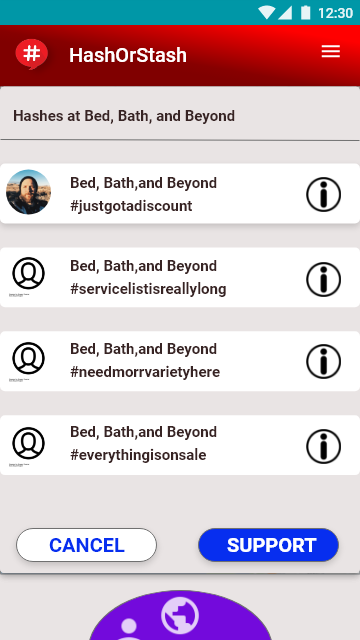 12:30
#
HashOrStash
Hashes at Bed, Bath, and Beyond
Bed, Bath,and Beyond
#justgotadiscount
Bed, Bath,and Beyond
#servicelistisreallylong
Bed, Bath,and Beyond
#needmorrvarietyhere
Bed, Bath,and Beyond
#everythingisonsale
CANCEL
SUPPORT